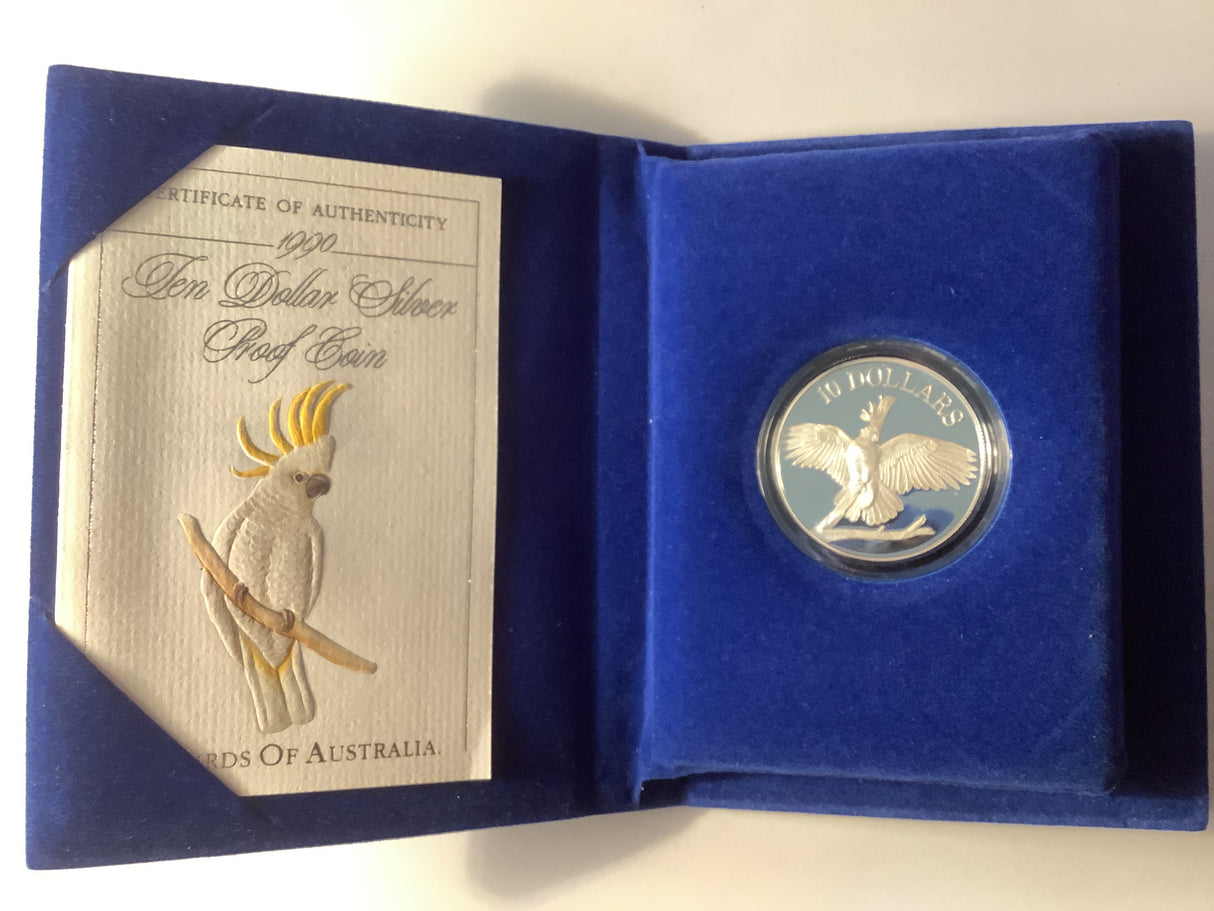 ERTIFICATE OF AUTHENTICITY
1990
Ten Dollar Silver
Proof Coin
RDS OF AUSTRALIA.
10 DOLLARS